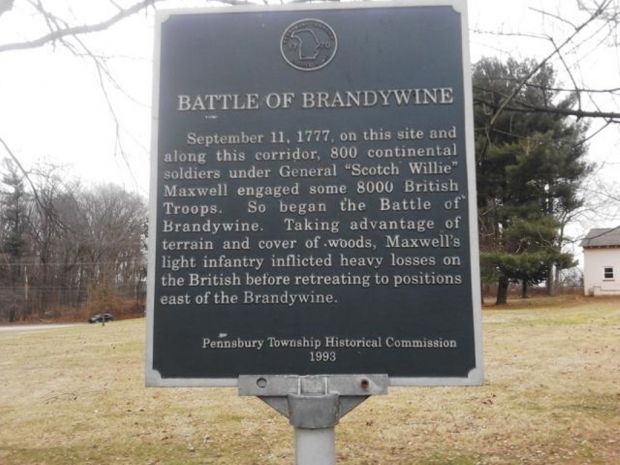 BATTLE OF BRANDYWINE
September 11, 1777, on this site and
along this corridor, 800 continental
soldiers under General "Scotch Willie"
Maxwell engaged some 8000 British
Troops. So began the Battle of
Brandywine. Taking advantage of
terrain and cover of woods, Maxwell's
light infantry inflicted heavy losses on
the British before retreating to positions
east of the Brandywine.
Pennsbury Township Historical Commission
1993